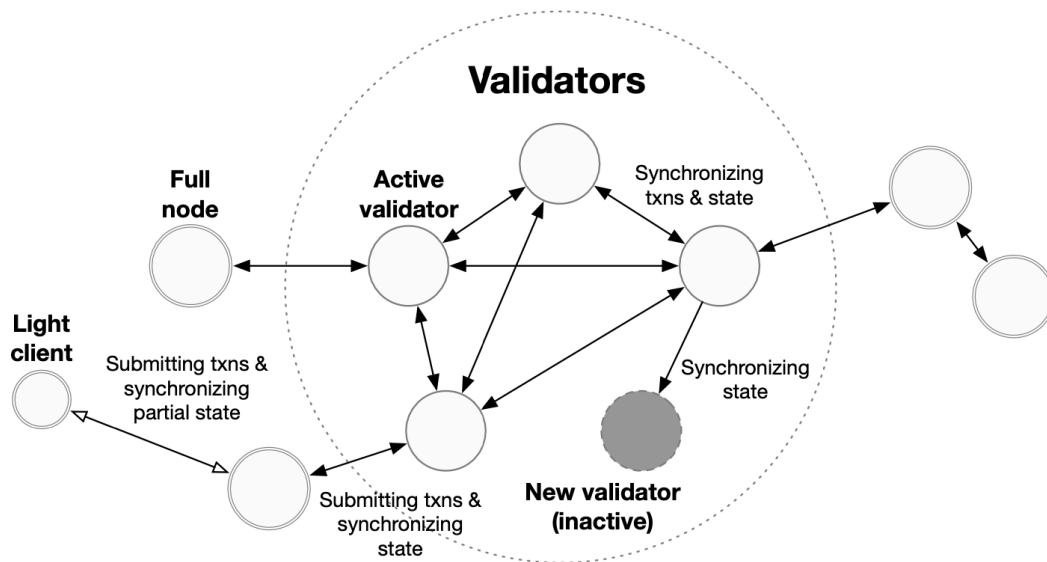 Validators
Synchronizing
txns & state
Full
node
Active
validator
Light
client
Submitting txns &
synchronizing
partial state
Synchronizing
state
Submitting txns &
synchronizing
state
New validator
(inactive)